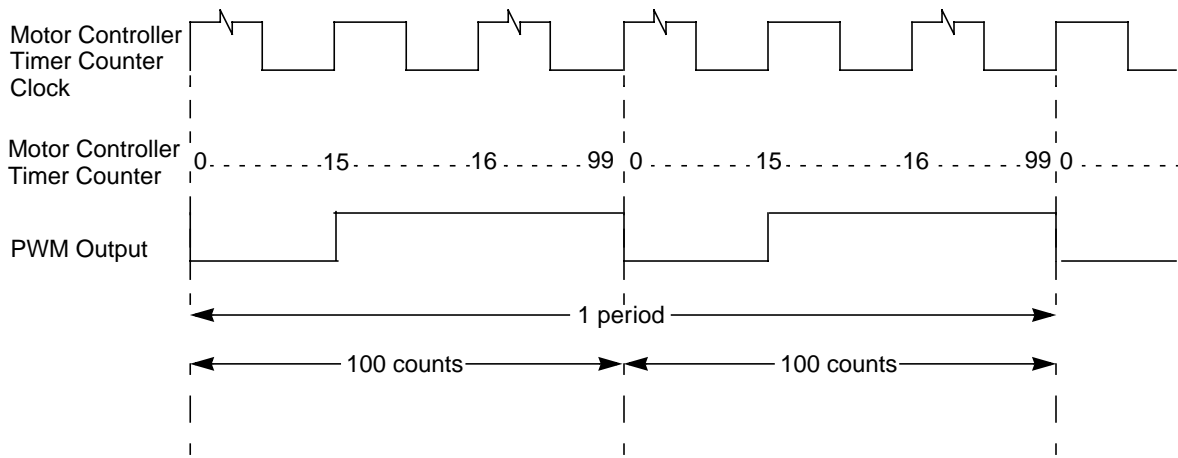 Motor Controller
Timer Counter
Clock
Motor Controller
Timer Counter
0 15 16 99 0 15 16 99 0
PWM Output
1 period
100 counts 100 counts